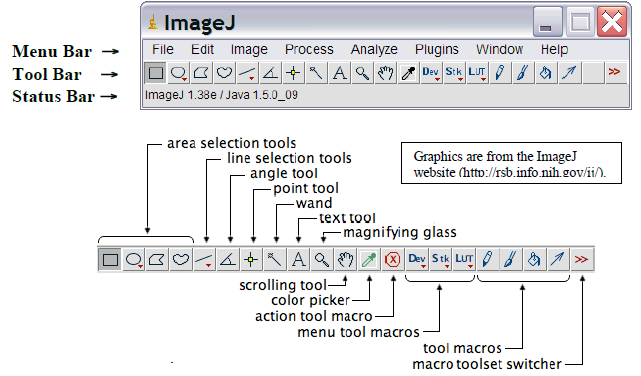 ImageJ
Menu Bar →
File Edit Image Process Analyze Plugins Window Help
Tool Bar →
A Dev Stk LUT >>
Status Bar →
ImageJ 1.38e / Java 1.5.0_09
area selection tools
line selection tools
angle tool
point tool
wand
text tool
magnifying glass
Graphics are from the ImageJ
website (http://rsb.info.nih.gov/ij/).
A Dev Stk LUT >>
scrolling tool
color picker
action tool macro
menu tool macros
tool macros
macro toolset switcher